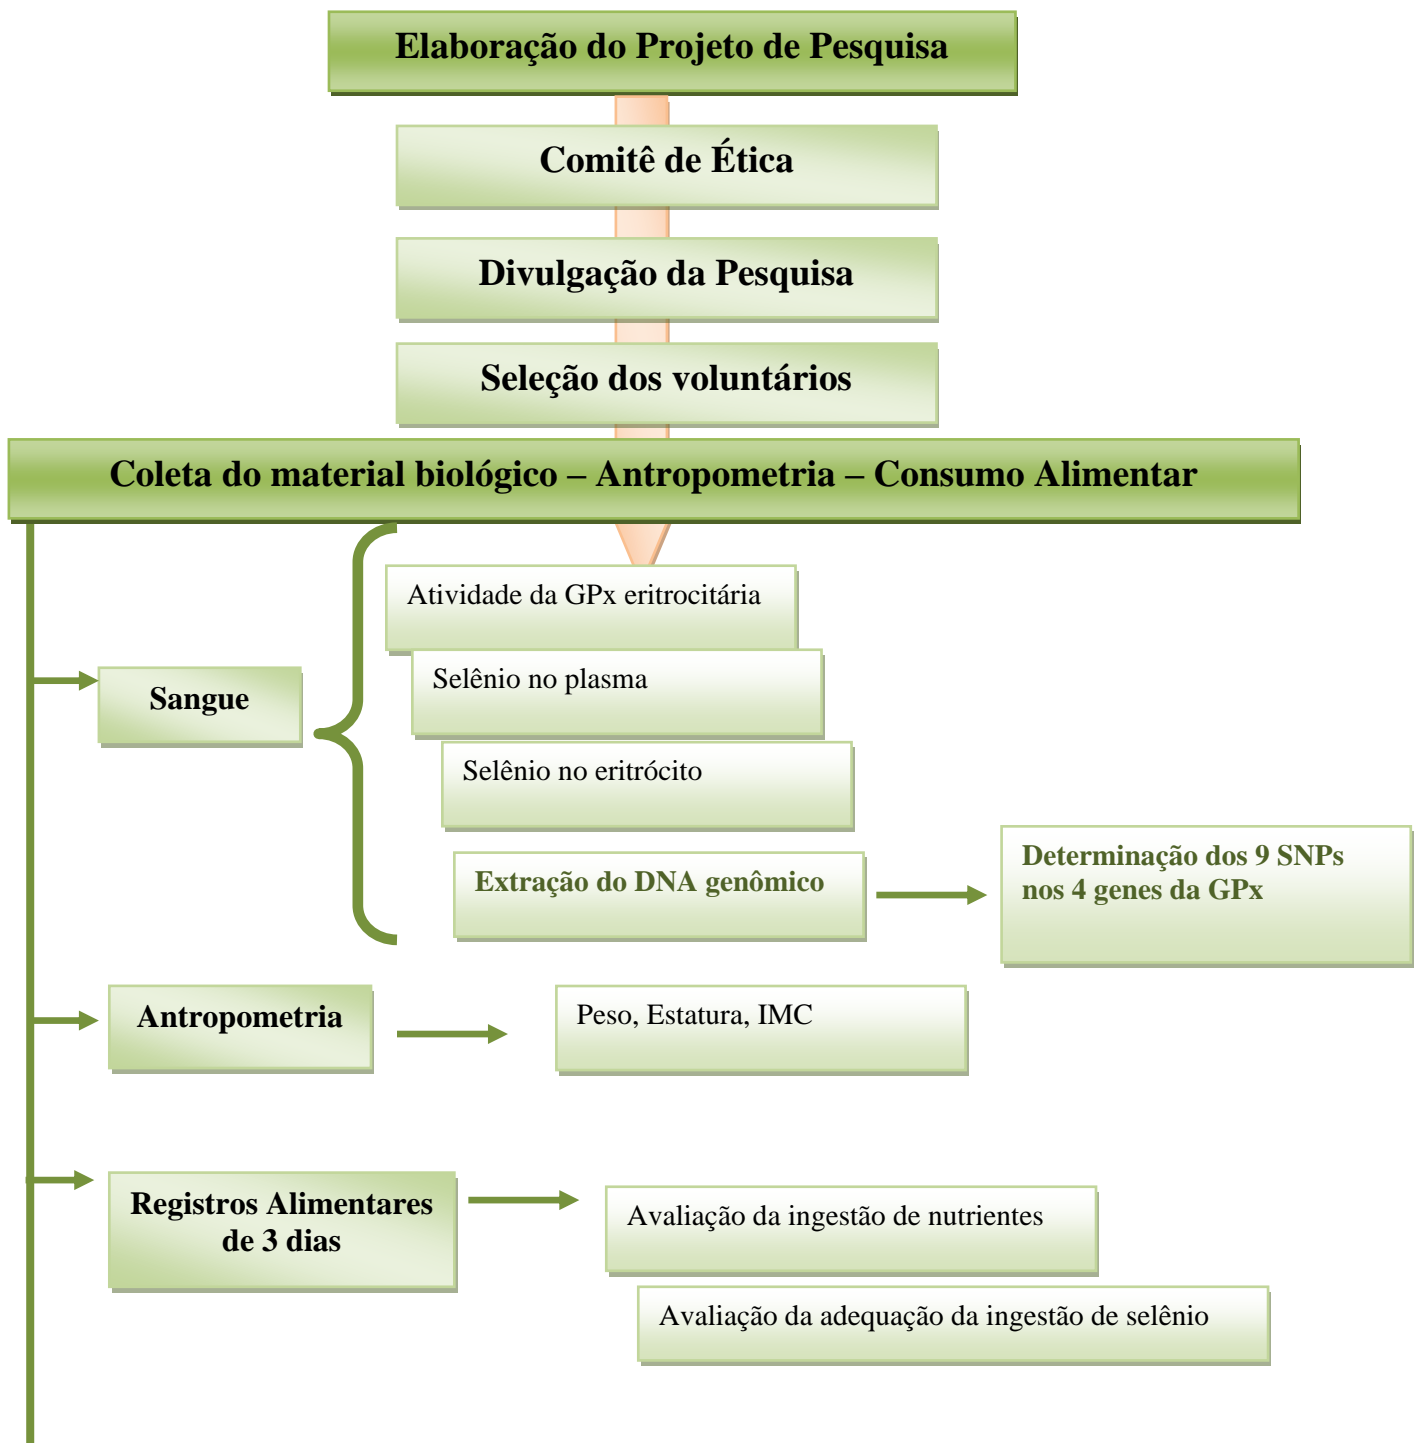 Elaboração do Projeto de Pesquisa
Comitê de Ética
Divulgação da Pesquisa
Seleção dos voluntários
Coleta do material biológico – Antropometria – Consumo Alimentar
Atividade da GPx eritrocitária
Selênio no plasma
Sangue
Selênio no eritrócito
Extração do DNA genômico
Determinação dos 9 SNPs
nos 4 genes da GPx
Antropometria
Peso, Estatura, IMC
Registros Alimentares
de 3 dias
Avaliação da ingestão de nutrientes
Avaliação da adequação da ingestão de selênio